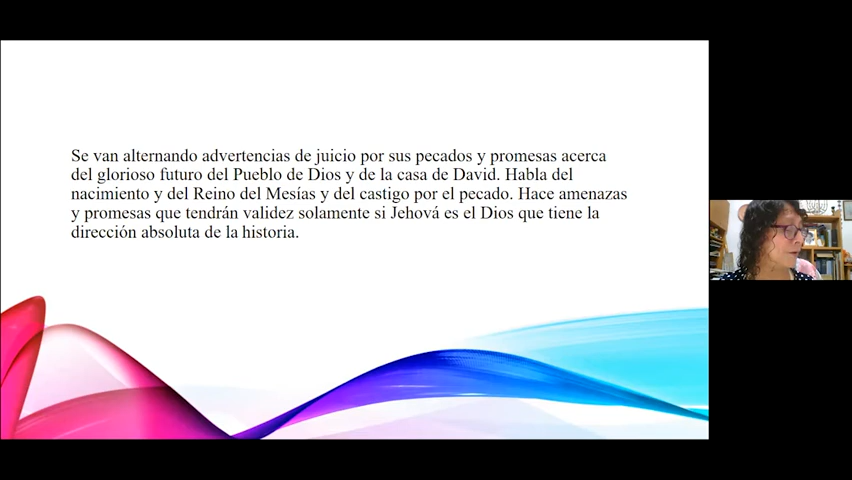 Se van alternando advertencias de juicio por sus pecados y promesas acerca
del glorioso futuro del Pueblo de Dios y de la casa de David. Habla del
nacimiento y del Reino del Mesías y del castigo por el pecado. Hace amenazas
y promesas que tendrán validez solamente si Jehová es el Dios que tiene la
dirección absoluta de la historia.